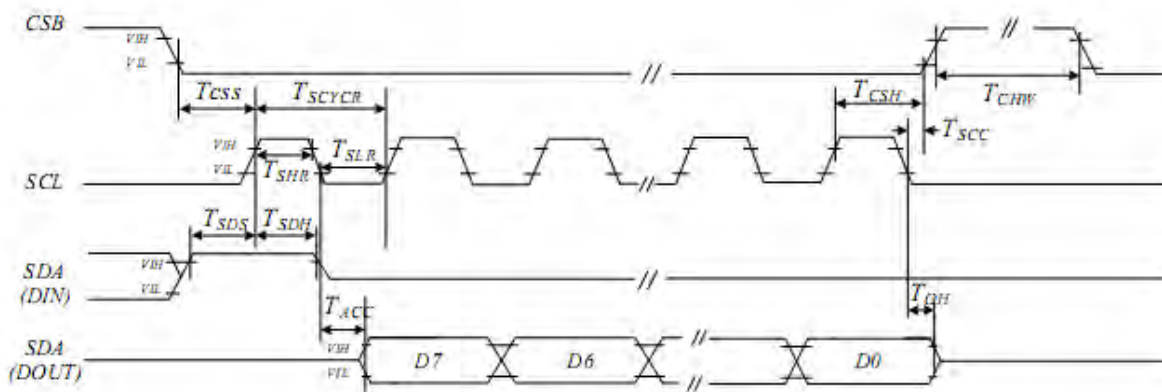 CSB
VIH
VIL
//
//
TCSS
TSCYCR
TCSH
TCHW
TSCC
SCL
VIH
VIL
TSHR
TSLR
//
TSDS
TSDH
SDA
(DIN)
VIH
VIL
//
TACC
TOH
SDA
(DOUT)
VIH
VIL
D7
D6
//
//
D0